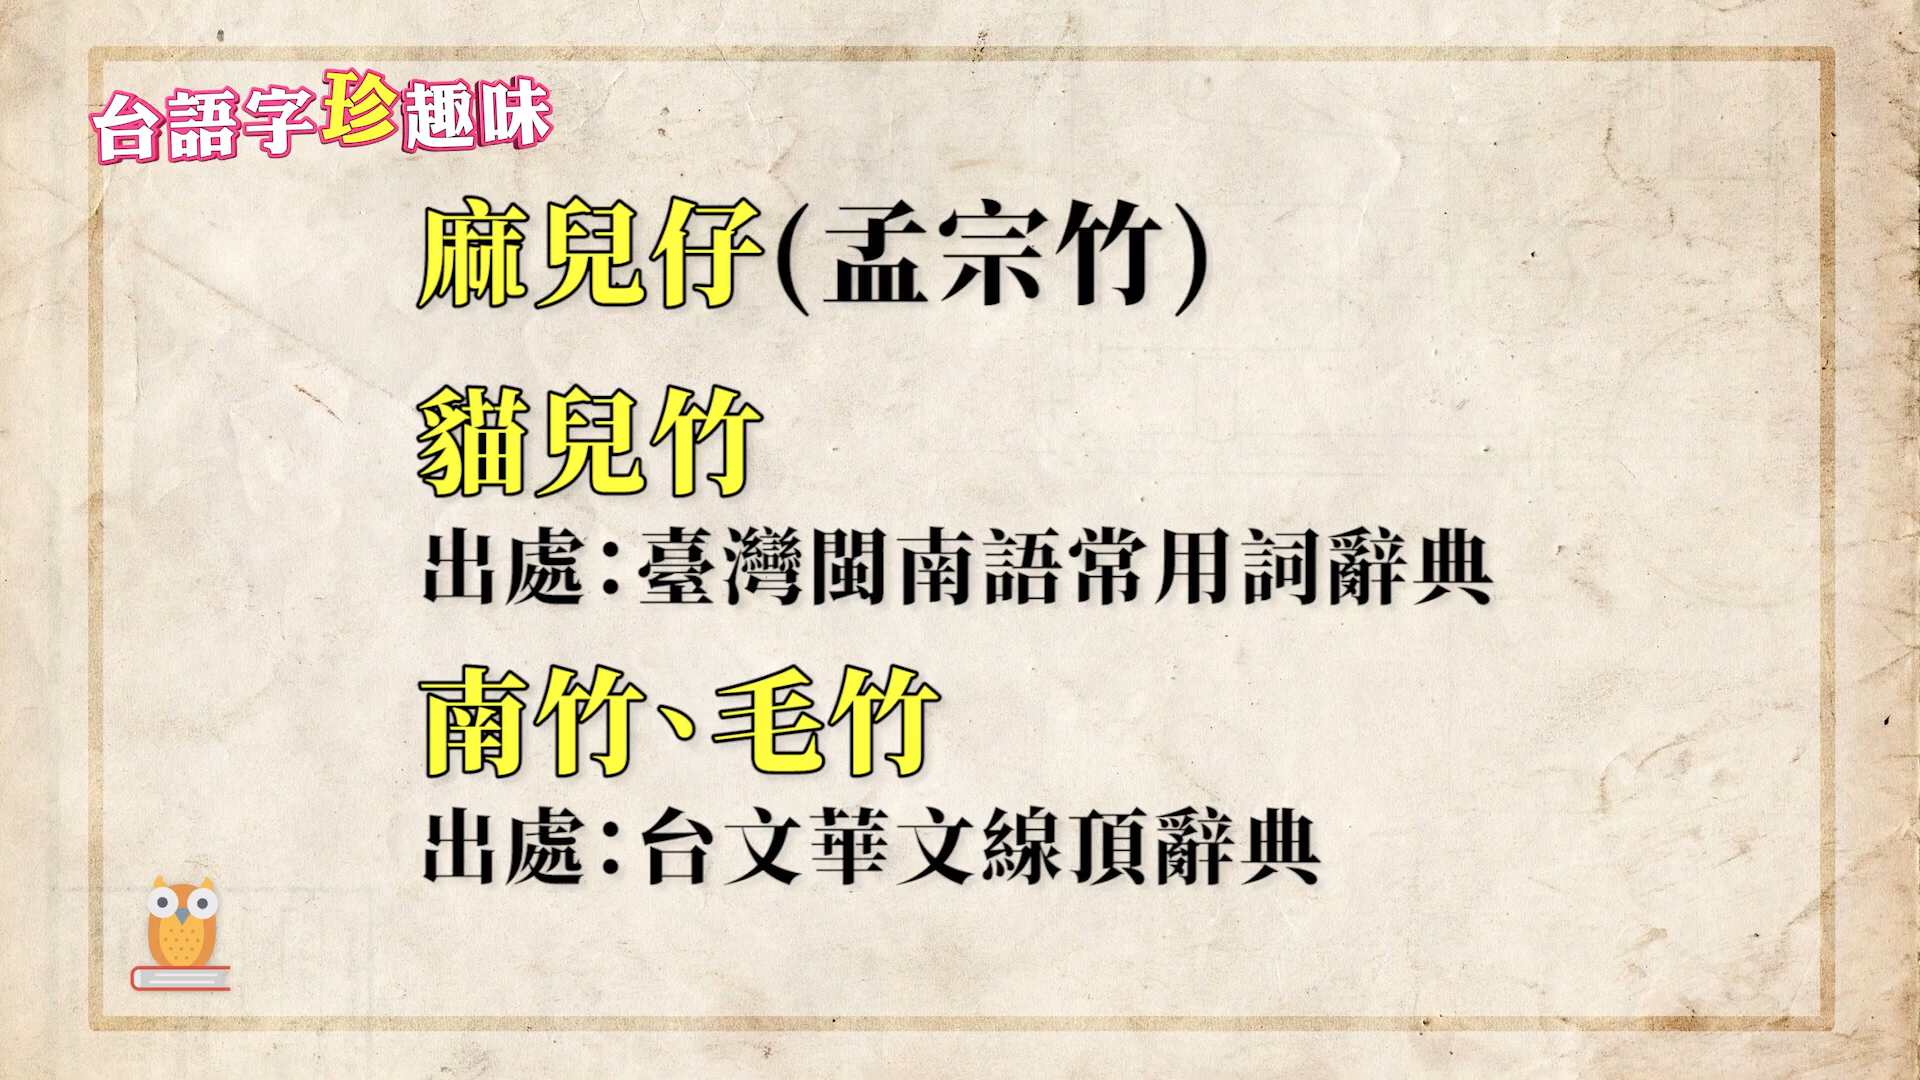 台語字珍趣味
麻兒仔(孟宗竹)
貓兒竹
出處:臺灣閩南語常用詞辭典
南竹、毛竹
出處:台文華文線頂辭典